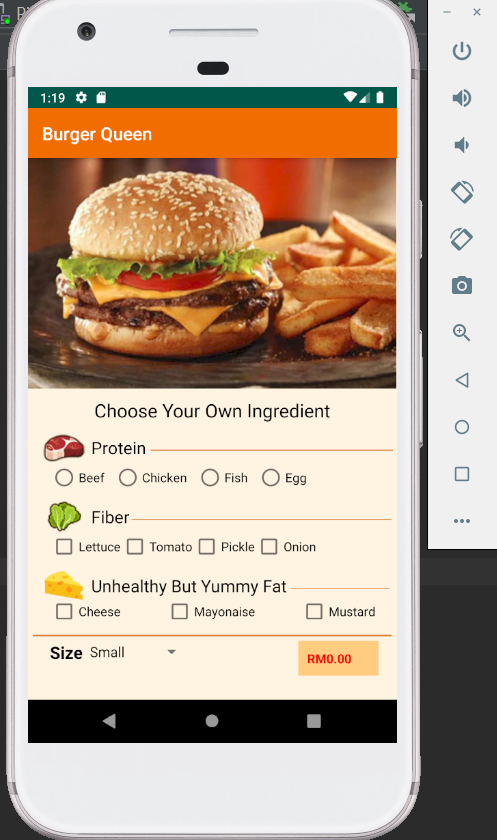 1:19
Burger Queen
Choose Your Own Ingredient
Protein
Beef Chicken Fish Egg
Fiber
Lettuce Tomato Pickle Onion
Unhealthy But Yummy Fat
Cheese Mayonaise Mustard
Size Small RM0.00